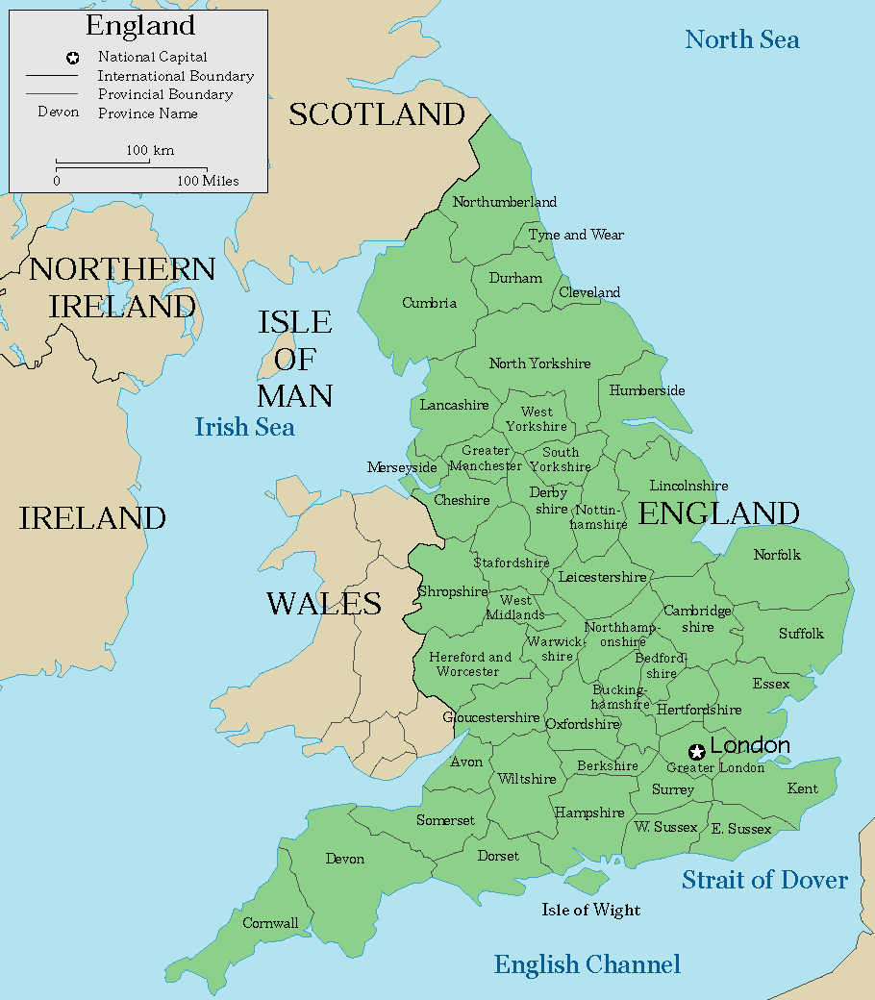 England
National Capital
International Boundary
Provincial Boundary
Devon Province Name
100 km
0 100 Miles
North Sea
SCOTLAND
Northumberland
Tyne and Wear
NORTHERN
IRELAND
Durham
Cleveland
Cumbria
ISLE
OF
MAN
North Yorkshire
Humberside
Lancashire
West
Yorkshire
Irish Sea
Greater
Manchester
South
Yorkshire
Merseyside
Lincolnshire
Cheshire
Derby
shire
Nottin-
hamshire
ENGLAND
IRELAND
Norfolk
Stafordshire
Leicestershire
Shropshire
WALES
West
Midlands
Cambridge
shire
Northhamp-
onshire
Suffolk
Warwick-
shire
Hereford and
Worcester
Bedford-
shire
Essex
Bucking-
hamshire
Hertfordshire
Gloucestershire
Oxfordshire
London
Avon
Berkshire
Greater London
Wiltshire
Surrey
Kent
Hampshire
Somerset
W. Sussex
E. Sussex
Devon
Dorset
Strait of Dover
Isle of Wight
Cornwall
English Channel